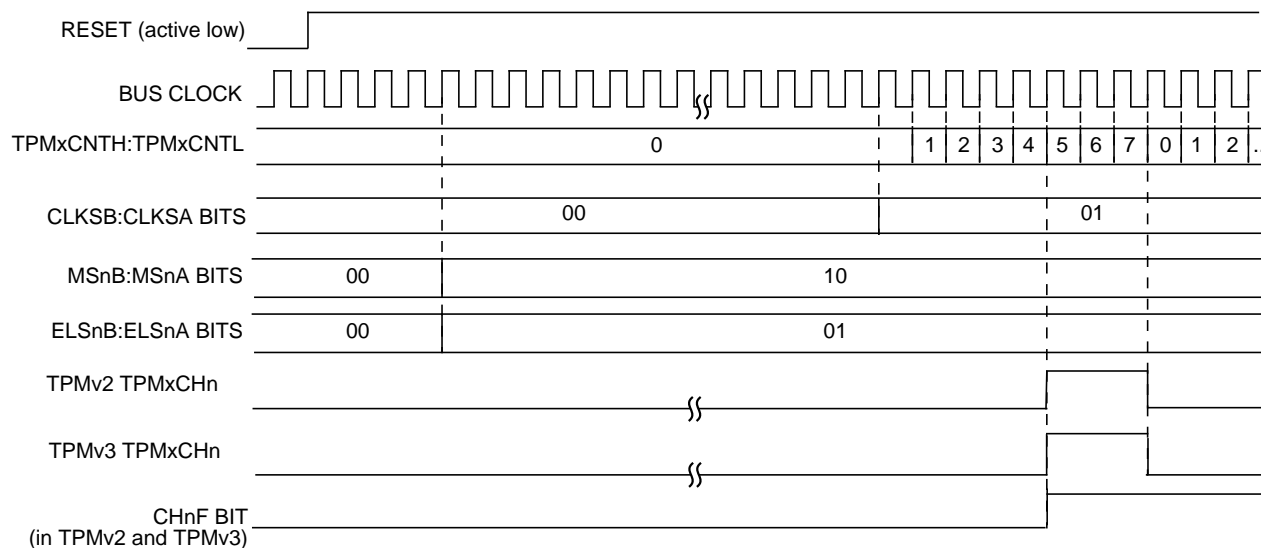 RESET (active low)
BUS CLOCK
TPMxCNTH:TPMxCNTL 0 1 2 3 4 5 6 7 0 1 2 ..
CLKSB:CLKSA BITS 00 01
MSnB:MSnA BITS 00 10
ELSnB:ELSnA BITS 00 01
TPMv2 TPMxCHn
TPMv3 TPMxCHn
CHnF BIT
(in TPMv2 and TPMv3)